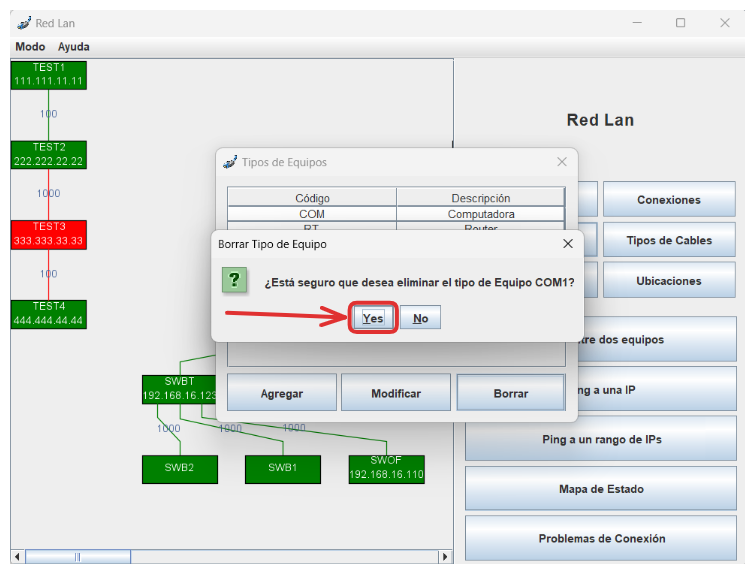 Red Lan
Modo Ayuda
TEST1
111.111.11.11
100
TEST2
222.222.22.22
1000
TEST3
333.333.33.33
100
TEST4
444.444.44.44
SWBT
192.168.16.123
1000
1000
1000
SWB2
SWB1
SWOF
192.168.16.110
Tipos de Equipos
Código Descripción
COM Computadora
RT Router
Borrar Tipo de Equipo
?
¿Está seguro que desea eliminar el tipo de Equipo COM1?
Yes No
Agregar Modificar Borrar
Red Lan
Conexiones
Tipos de Cables
Ubicaciones
dos equipos
a una IP
Ping a un rango de IPs
Mapa de Estado
Problemas de Conexión